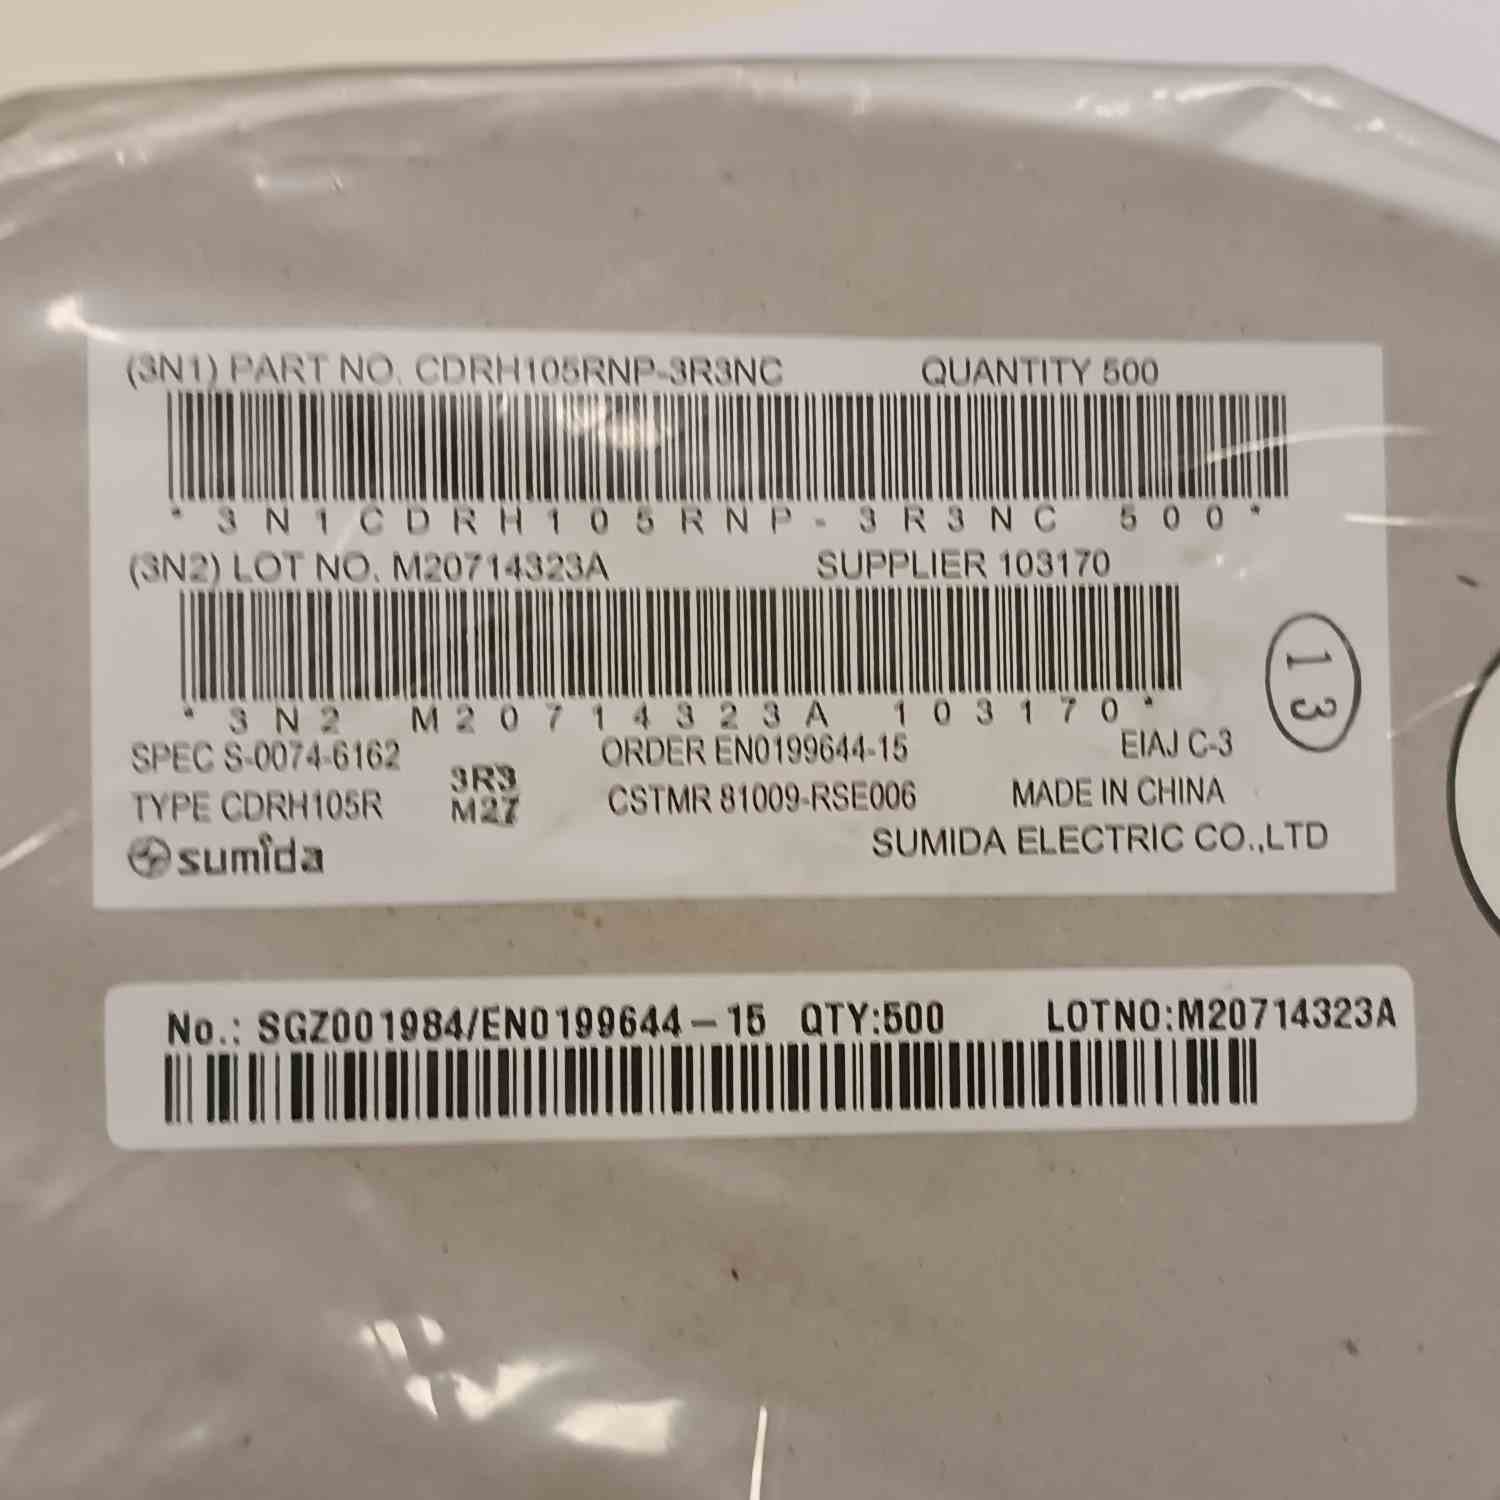 (3N1) PART NO. CDRH105RNP-3R3NC QUANTITY 500
*3N1CDRH105RNP-3R3NC 500*
(3N2) LOT NO. M20714323A SUPPLIER 103170
*3N2 M20714323A 103170*
13
SPEC S-0074-6162 ORDER EN0199644-15 EIAJ C-3
3R3
TYPE CDRH105R M27 CSTMR 81009-RSE006 MADE IN CHINA
sumida SUMIDA ELECTRIC CO.,LTD
No.: SGZ001984/EN0199644-15 QTY:500 LOTNO:M20714323A